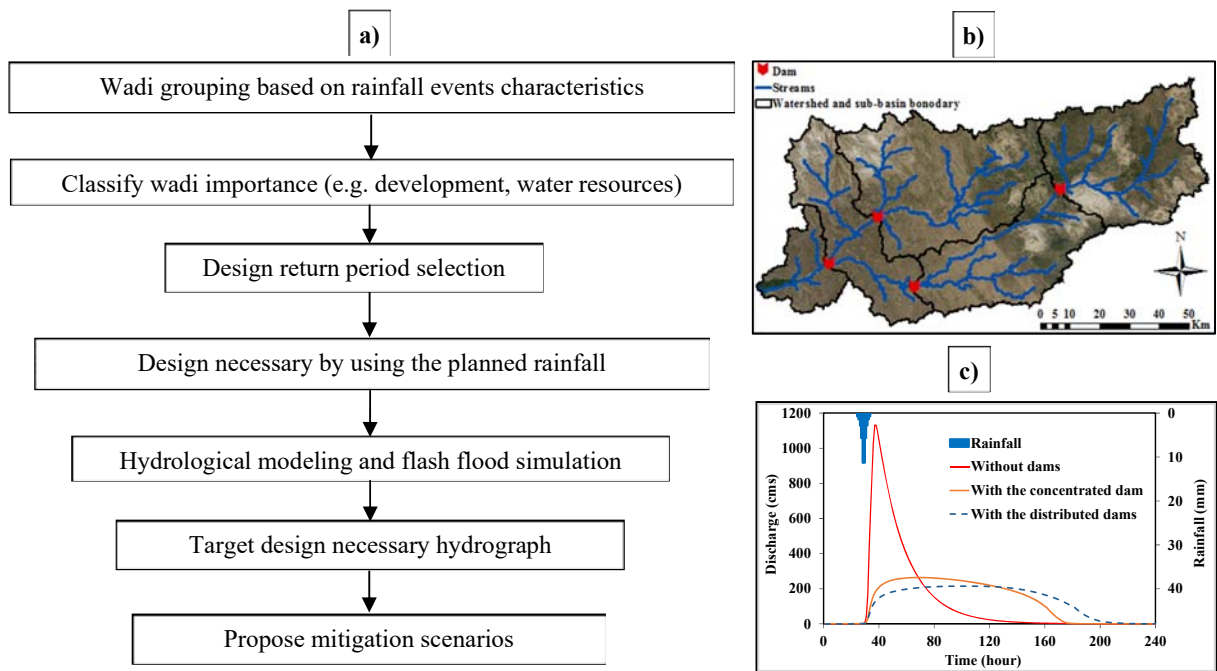 a)
Wadi grouping based on rainfall events characteristics
Classify wadi importance (e.g. development, water resources)
Design return period selection
Design necessary by using the planned rainfall
Hydrological modeling and flash flood simulation
Target design necessary hydrograph
Propose mitigation scenarios
b)
Dam
Streams
Watershed and sub-basin bonodary
N
0 5 10 20 30 40 50
Km
c)
1200
1000
800
600
400
200
0
Discharge (cms)
0
10
20
30
40
Rainfall (mm)
Rainfall
Without dams
With the concentrated dam
With the distributed dams
0 40 80 120 160 200 240
Time (hour)